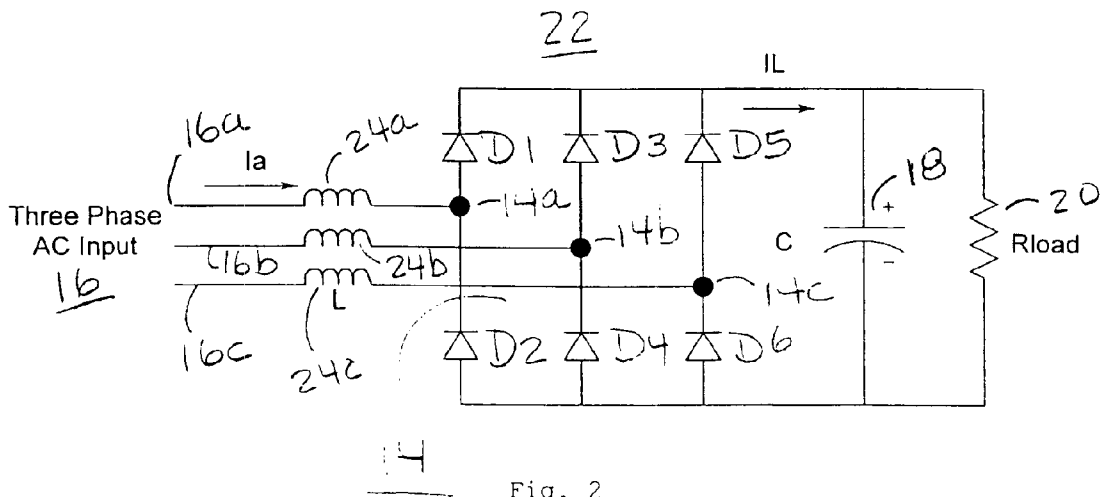 22
IL
16a
24a
Ia
D1
D3
D5
14a
18
+
20
Three Phase
AC Input
14b
C
Rload
16
16b
24b
-
L
14c
16c
24c
D2
D4
D6
14
Fig. 2